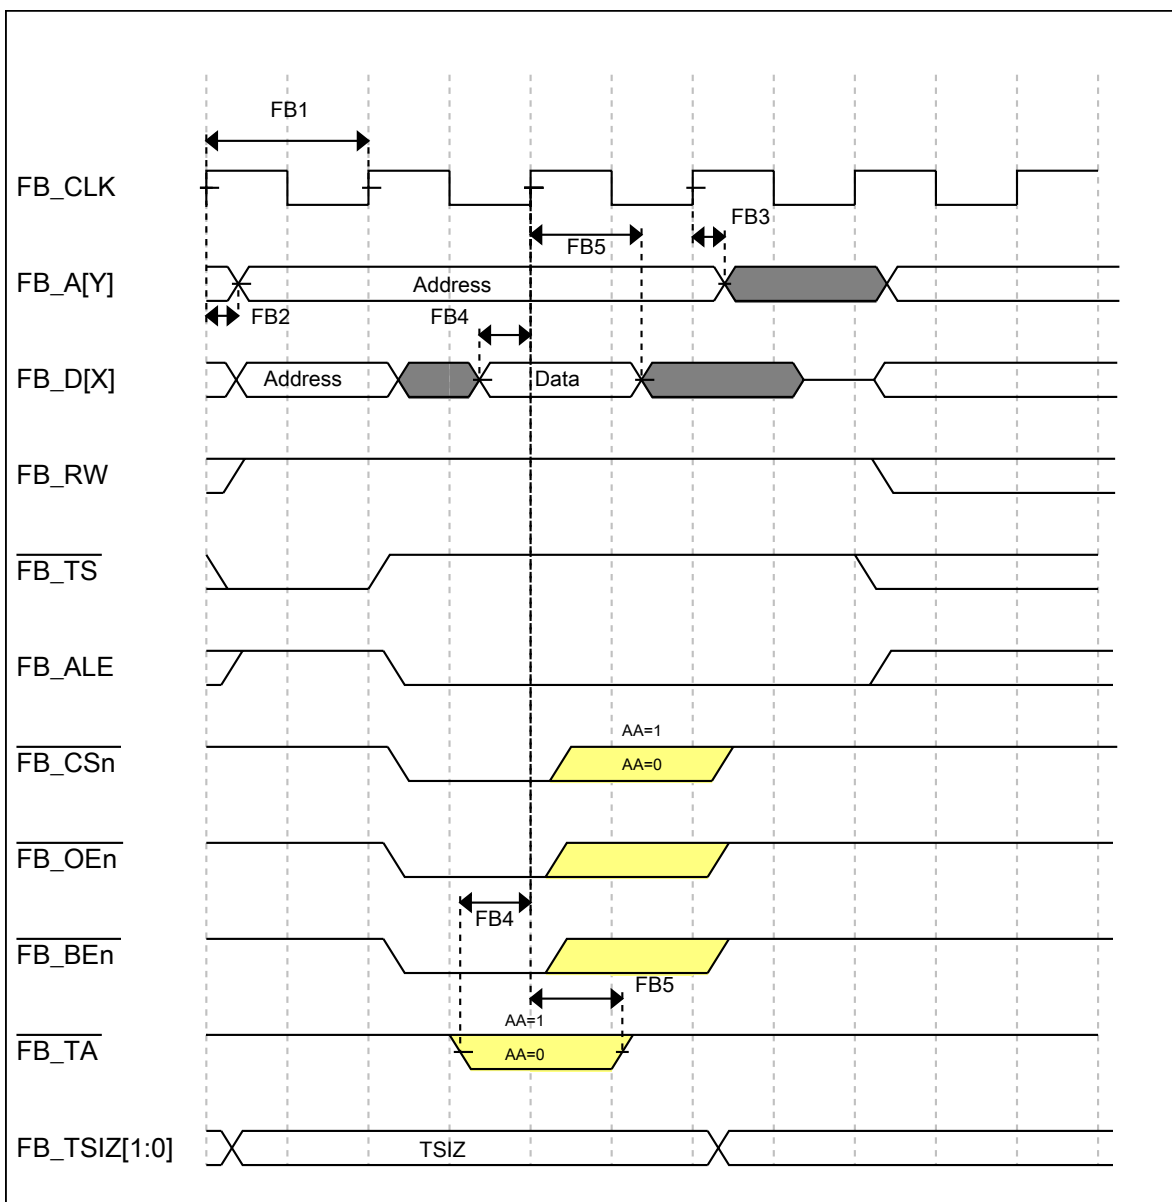 FB1
FB_CLK
FB3
FB5
FB_A[Y]
Address
FB2
FB4
FB_D[X]
Address
Data
FB_RW
FB_TS
FB_ALE
AA=1
FB_CSn
AA=0
FB_OEn
FB4
FB_BEn
FB5
AA=1
FB_TA
AA=0
FB_TSIZ[1:0]
TSIZ